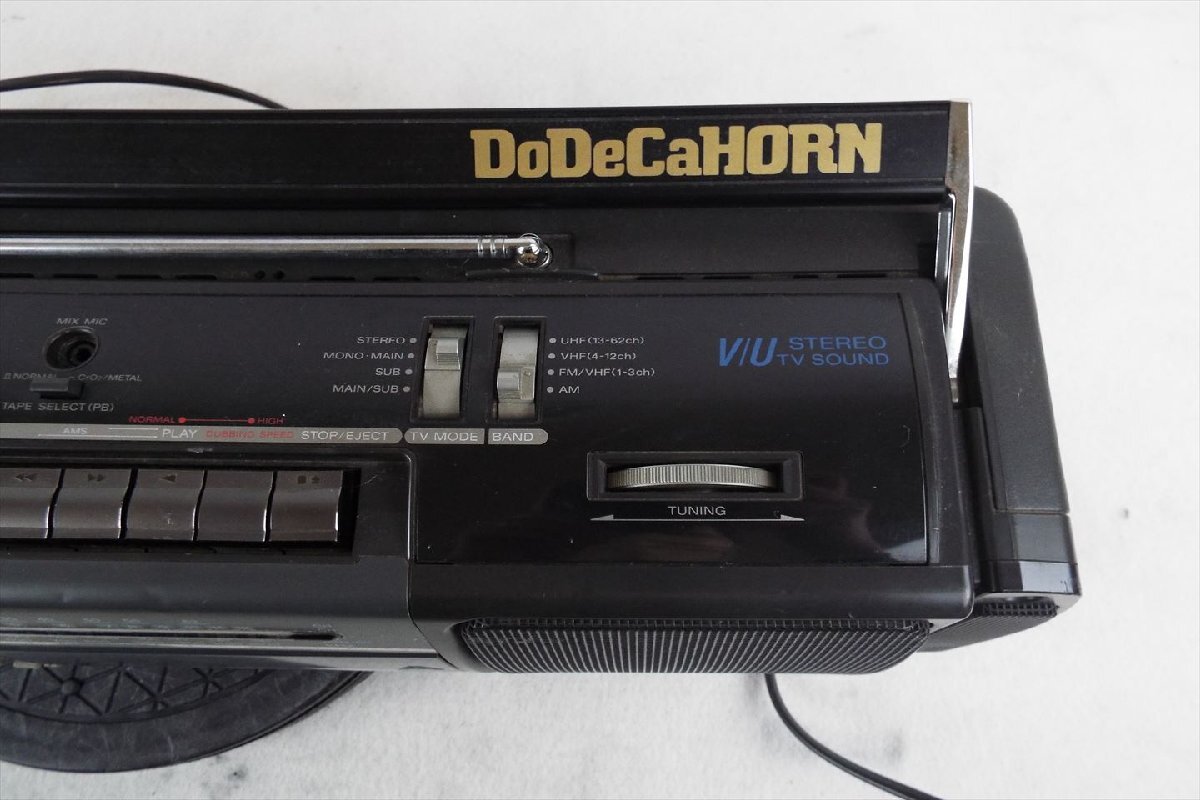 DoDeCaHORN
MIX MIC
STEREO
MONO·MAIN
SUB
MAIN/SUB
UHF(13-62ch)
VHF(4-12ch)
FM/VHF(1-3ch)
AM
V/U STEREO
TV SOUND
NORMAL CrO₂/METAL
TAPE SELECT(PB)
NORMAL HIGH
AMS PLAY DUBBING SPEED STOP/EJECT TV MODE BAND
TUNING